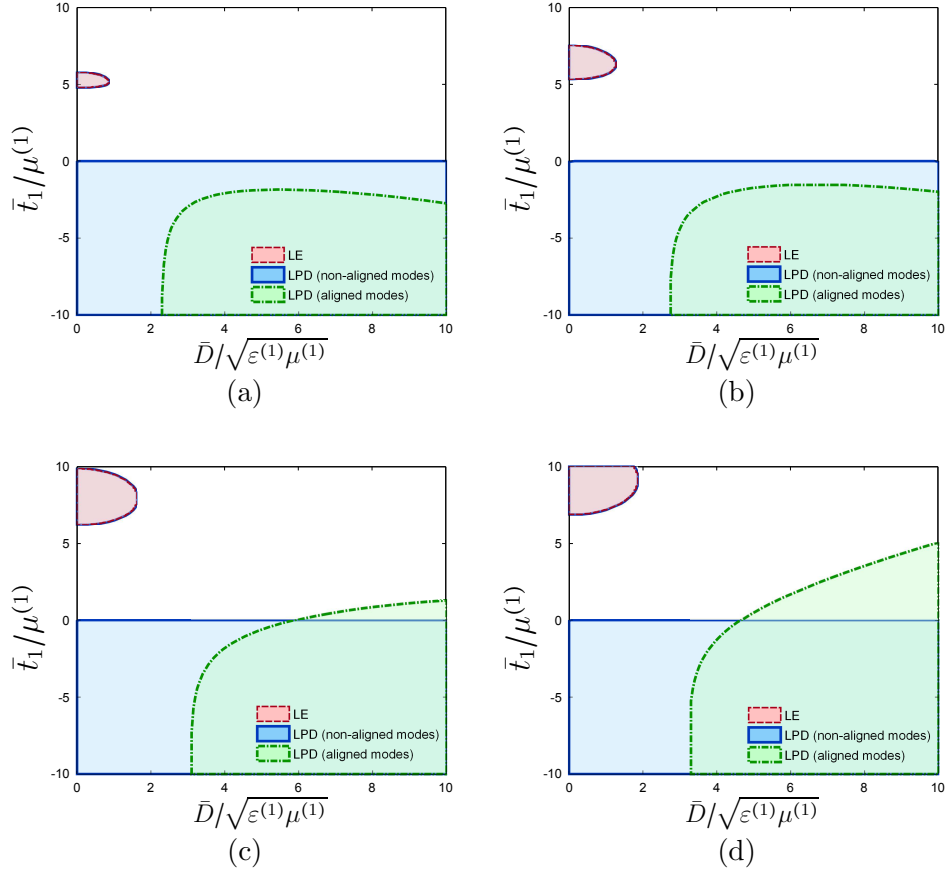 10
5
0
-5
-10
t̄₁/μ⁽¹⁾
LE
LPD (non-aligned modes)
LPD (aligned modes)
0 2 4 6 8 10
D̄/√ε⁽¹⁾μ⁽¹⁾
(a)
10
5
0
-5
-10
t̄₁/μ⁽¹⁾
LE
LPD (non-aligned modes)
LPD (aligned modes)
0 2 4 6 8 10
D̄/√ε⁽¹⁾μ⁽¹⁾
(b)
10
5
0
-5
-10
t̄₁/μ⁽¹⁾
LE
LPD (non-aligned modes)
LPD (aligned modes)
0 2 4 6 8 10
D̄/√ε⁽¹⁾μ⁽¹⁾
(c)
10
5
0
-5
-10
t̄₁/μ⁽¹⁾
LE
LPD (non-aligned modes)
LPD (aligned modes)
0 2 4 6 8 10
D̄/√ε⁽¹⁾μ⁽¹⁾
(d)